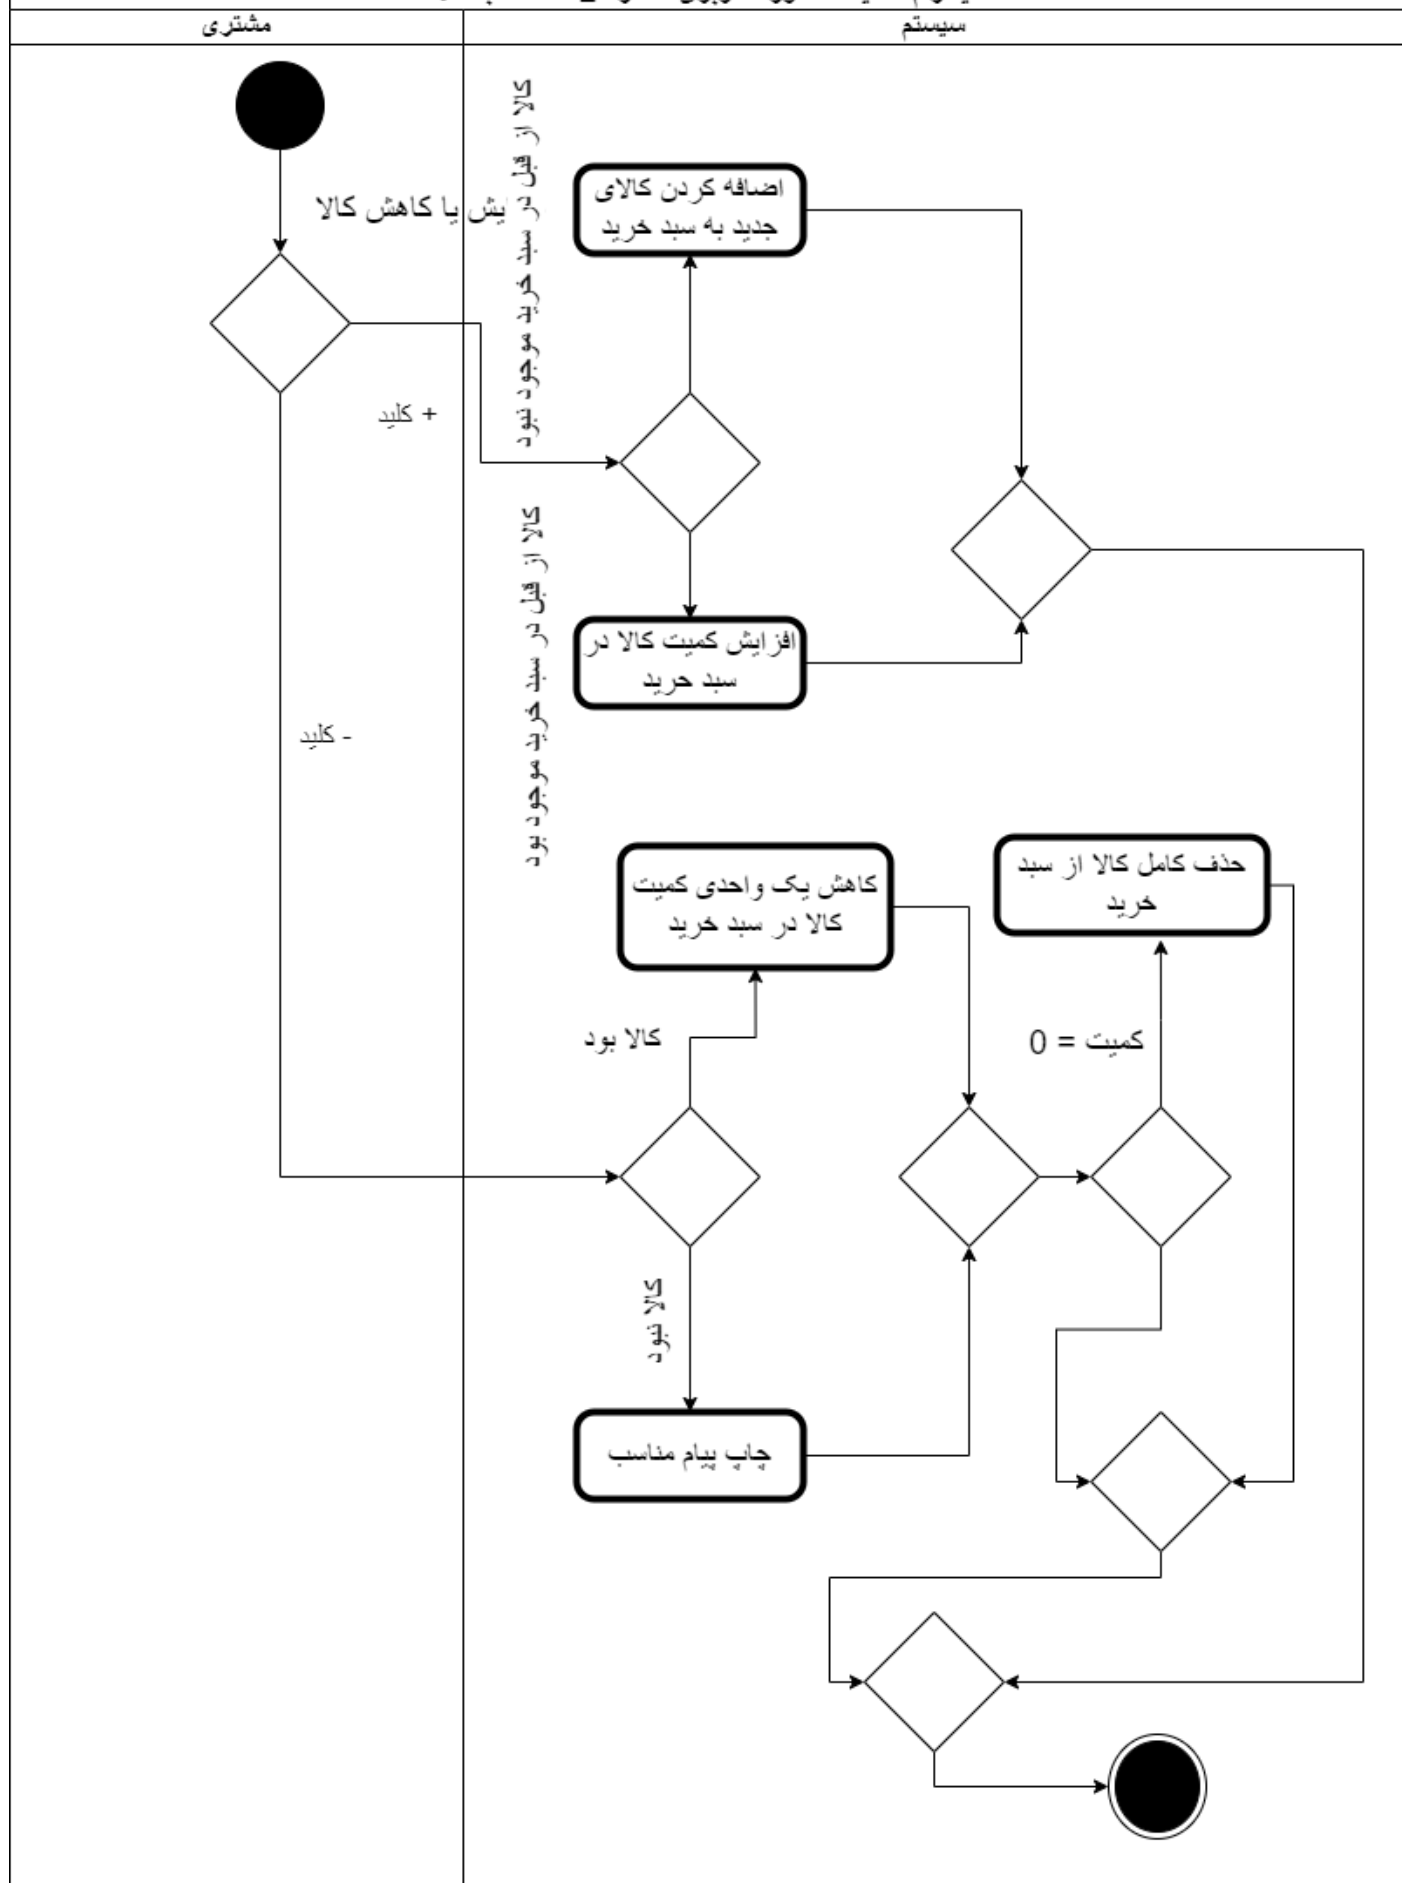 مشتری
سیستم
کالا از قبل در سبد خرید موجود نبود
اضافه کردن کالای
جدید به سبد خرید
یش یا کاهش کالا
+ کلید
کالا از قبل در سبد خرید موجود بود
افزایش کمیت کالا در
سبد حرید
- کلید
کاهش یک واحدی کمیت
کالا در سبد خرید
حذف کامل کالا از سبد
خرید
کالا بود
کمیت = 0
کالا نبود
چاپ پیام مناسب